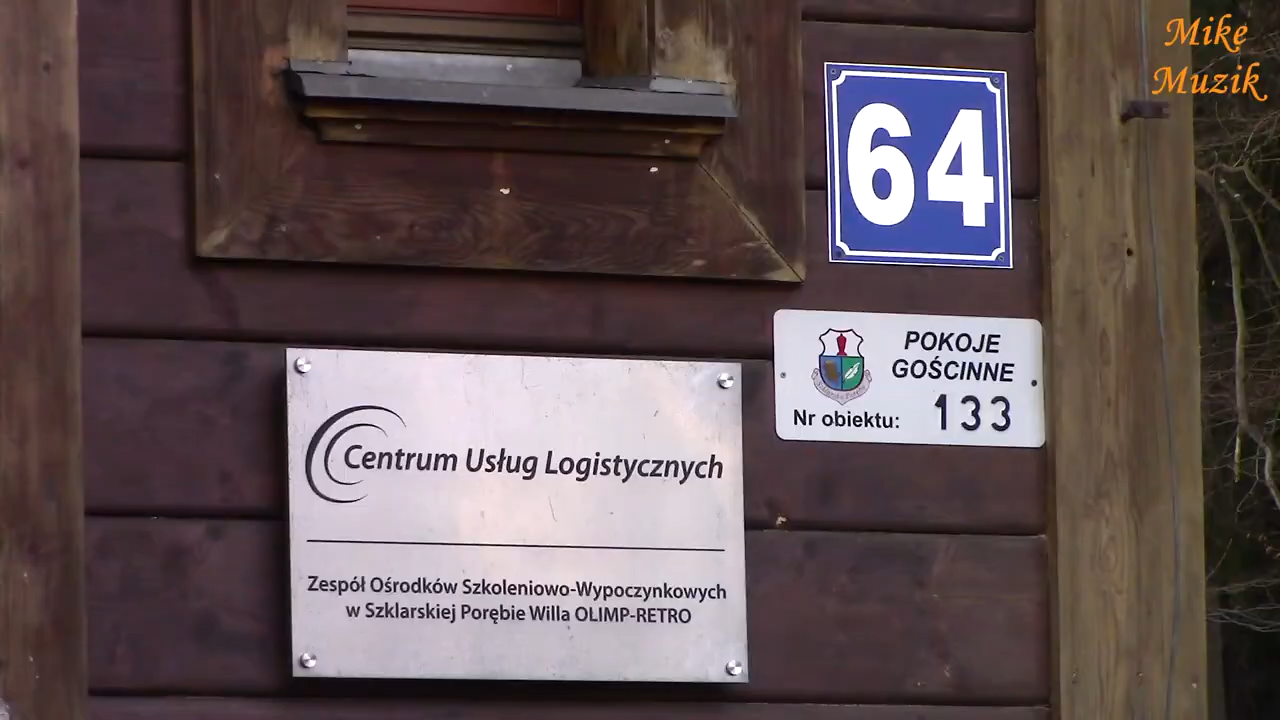 Mike
Muzik
64
POKOJE
GOŚCINNE
Nr obiektu: 133
Centrum Usług Logistycznych
Zespół Ośrodków Szkoleniowo-Wypoczynkowych
w Szklarskiej Porębie Willa OLIMP-RETRO